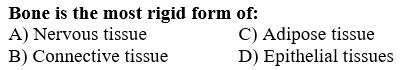 Bone is the most rigid form of:
A) Nervous tissue C) Adipose tissue
B) Connective tissue D) Epithelial tissues